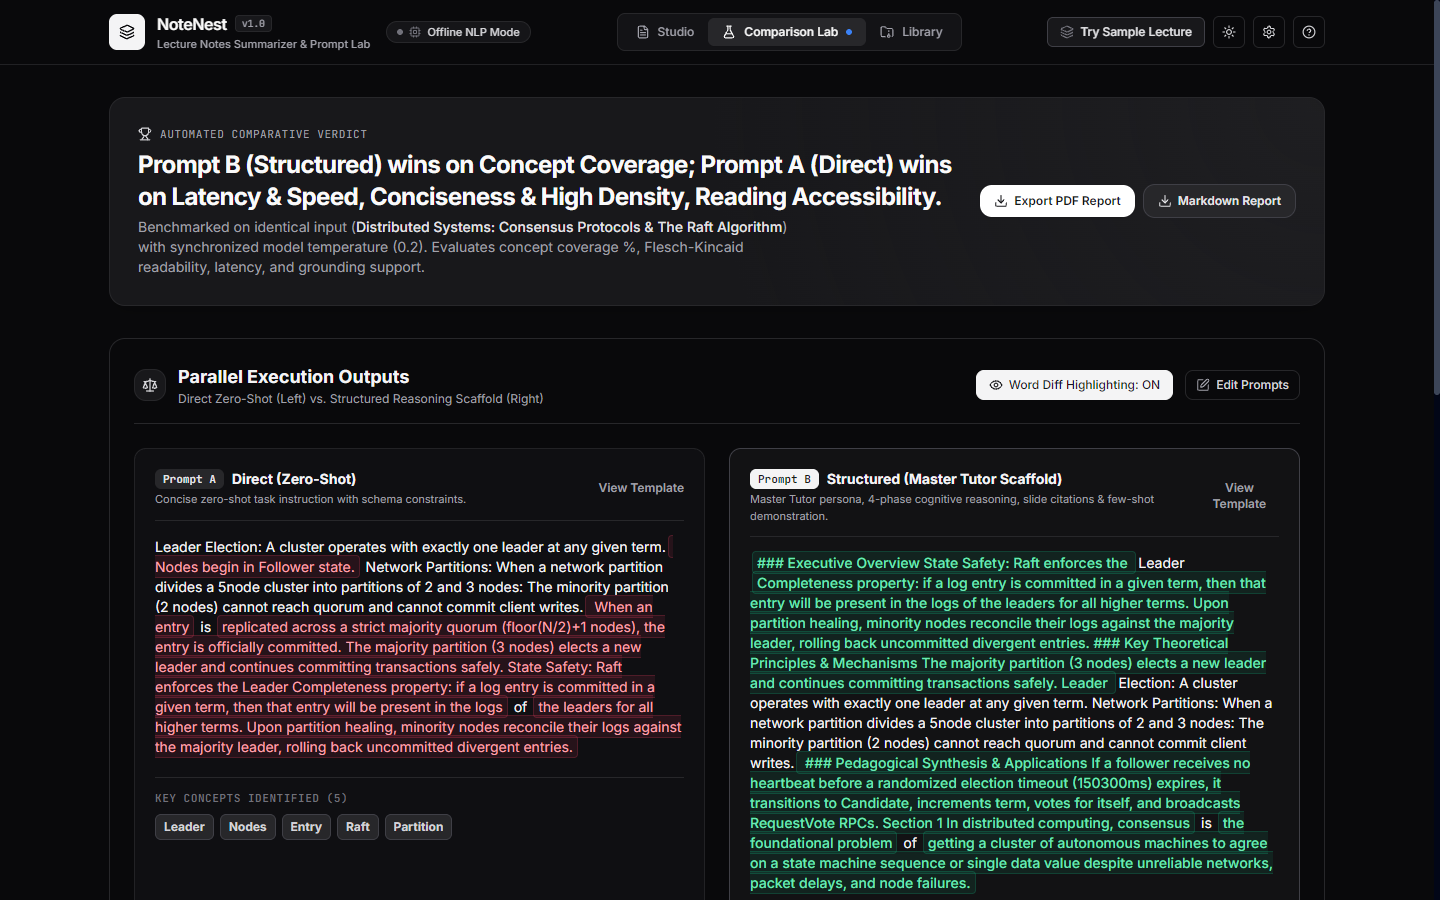 NoteNest v1.0
Lecture Notes Summarizer & Prompt Lab
Offline NLP Mode
Studio
Comparison Lab
Library
Try Sample Lecture
AUTOMATED COMPARATIVE VERDICT
Prompt B (Structured) wins on Concept Coverage; Prompt A (Direct) wins
on Latency & Speed, Conciseness & High Density, Reading Accessibility.
Benchmarked on identical input (Distributed Systems: Consensus Protocols & The Raft Algorithm)
with synchronized model temperature (0.2). Evaluates concept coverage %, Flesch-Kincaid
readability, latency, and grounding support.
Export PDF Report
Markdown Report
Parallel Execution Outputs
Direct Zero-Shot (Left) vs. Structured Reasoning Scaffold (Right)
Word Diff Highlighting: ON
Edit Prompts
Prompt A Direct (Zero-Shot)
Concise zero-shot task instruction with schema constraints.
View Template
Leader Election: A cluster operates with exactly one leader at any given term.
Nodes begin in Follower state. Network Partitions: When a network partition
divides a 5node cluster into partitions of 2 and 3 nodes: The minority partition
(2 nodes) cannot reach quorum and cannot commit client writes. When an
entry is replicated across a strict majority quorum (floor(N/2)+1 nodes), the
entry is officially committed. The majority partition (3 nodes) elects a new
leader and continues committing transactions safely. State Safety: Raft
enforces the Leader Completeness property: if a log entry is committed in a
given term, then that entry will be present in the logs of the leaders for all
higher terms. Upon partition healing, minority nodes reconcile their logs against
the majority leader, rolling back uncommitted divergent entries.
KEY CONCEPTS IDENTIFIED (5)
Leader Nodes Entry Raft Partition
Prompt B Structured (Master Tutor Scaffold)
Master Tutor persona, 4-phase cognitive reasoning, slide citations & few-shot
demonstration.
View
Template
### Executive Overview State Safety: Raft enforces the Leader
Completeness property: if a log entry is committed in a given term, then that
entry will be present in the logs of the leaders for all higher terms. Upon
partition healing, minority nodes reconcile their logs against the majority
leader, rolling back uncommitted divergent entries. ### Key Theoretical
Principles & Mechanisms The majority partition (3 nodes) elects a new leader
and continues committing transactions safely. Leader Election: A cluster
operates with exactly one leader at any given term. Network Partitions: When a
network partition divides a 5node cluster into partitions of 2 and 3 nodes: The
minority partition (2 nodes) cannot reach quorum and cannot commit client
writes. ### Pedagogical Synthesis & Applications If a follower receives no
heartbeat before a randomized election timeout (150300ms) expires, it
transitions to Candidate, increments term, votes for itself, and broadcasts
RequestVote RPCs. Section 1 In distributed computing, consensus is the
foundational problem of getting a cluster of autonomous machines to agree
on a state machine sequence or single data value despite unreliable networks,
packet delays, and node failures.